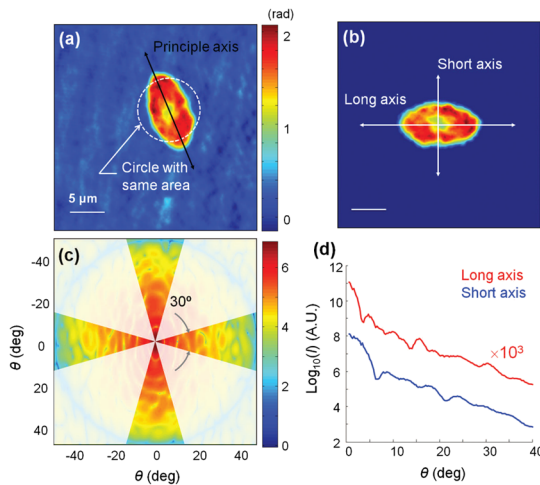 (rad)
(a)
Principle axis
Circle with
same area
5 µm
2
1
0
(b)
Short axis
Long axis
(c)
30º
-40
-20
0
20
40
θ (deg)
-40
-20
0
20
40
θ (deg)
6
4
2
0
(d)
Long axis
Short axis
×10³
12
10
8
6
4
2
Log₁₀(I) (A.U.)
0
10
20
30
40
θ (deg)